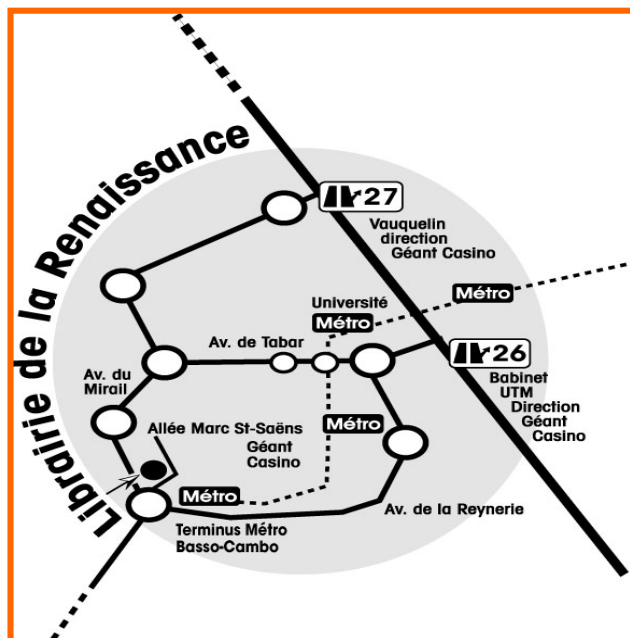 Librairie de la Renaissance
27
Vauquelin
direction
Géant Casino
Métro
Université
Métro
Av. de Tabar
26
Babinet
UTM
Direction
Géant
Casino
Av. du
Mirail
Allée Marc St-Saëns
Géant
Casino
Métro
Métro
Av. de la Reynerie
Terminus Métro
Basso-Cambo